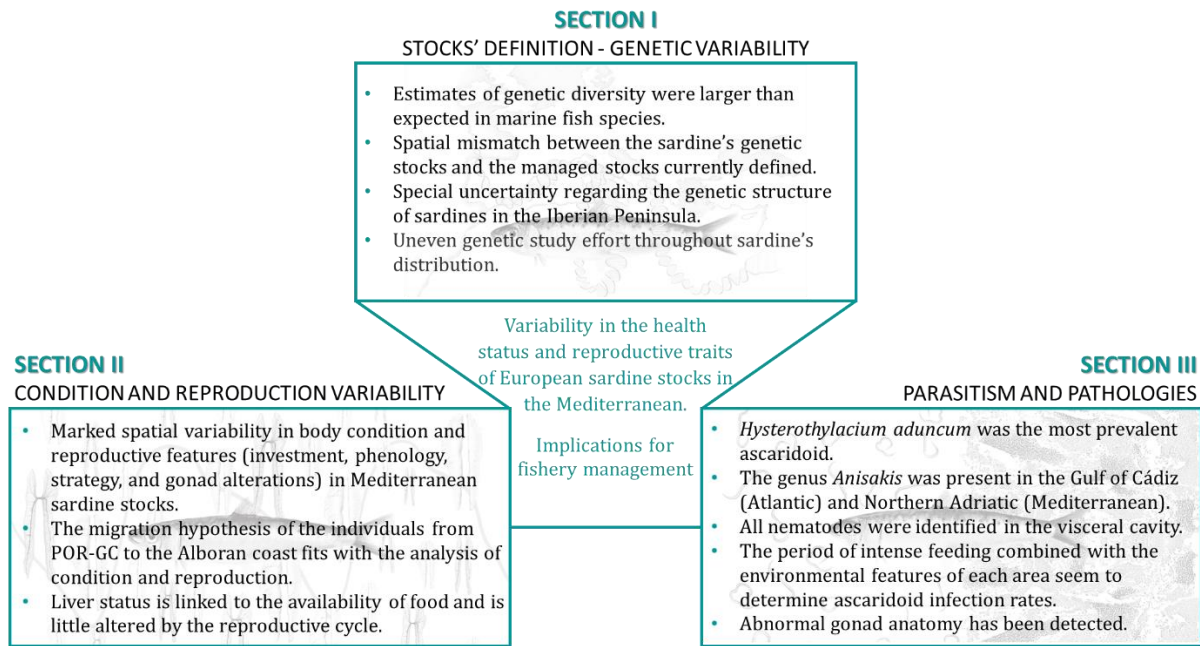 SECTION I
STOCKS' DEFINITION - GENETIC VARIABILITY
• Estimates of genetic diversity were larger than
expected in marine fish species.
• Spatial mismatch between the sardine's genetic
stocks and the managed stocks currently defined.
• Special uncertainty regarding the genetic structure
of sardines in the Iberian Peninsula.
• Uneven genetic study effort throughout sardine's
distribution.
Variability in the health
status and reproductive traits
of European sardine stocks in
the Mediterranean.
Implications for
fishery management
SECTION II
CONDITION AND REPRODUCTION VARIABILITY
• Marked spatial variability in body condition and
reproductive features (investment, phenology,
strategy, and gonad alterations) in Mediterranean
sardine stocks.
• The migration hypothesis of the individuals from
POR-GC to the Alboran coast fits with the analysis of
condition and reproduction.
• Liver status is linked to the availability of food and is
little altered by the reproductive cycle.
SECTION III
PARASITISM AND PATHOLOGIES
• Hysterothylacium aduncum was the most prevalent
ascaridoid.
• The genus Anisakis was present in the Gulf of Cádiz
(Atlantic) and Northern Adriatic (Mediterranean).
• All nematodes were identified in the visceral cavity.
• The period of intense feeding combined with the
environmental features of each area seem to
determine ascaridoid infection rates.
• Abnormal gonad anatomy has been detected.